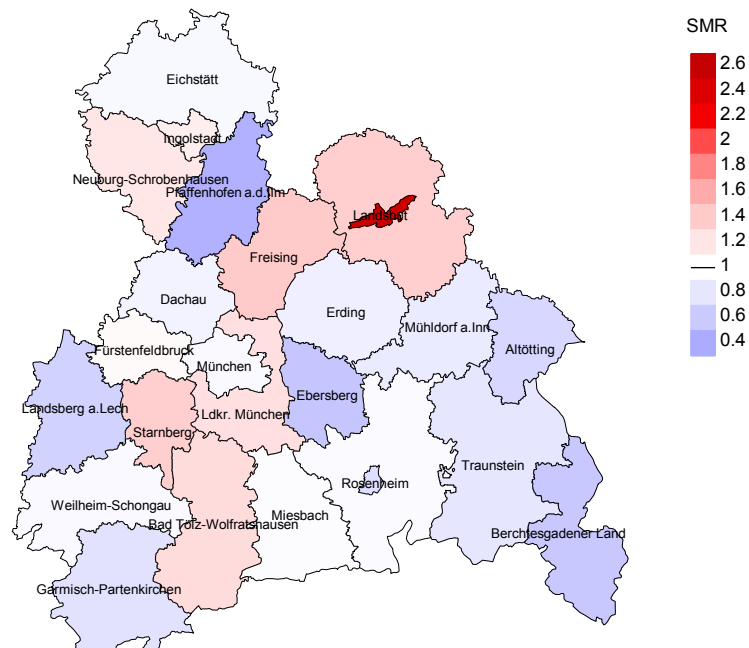 SMR
2.6
2.4
2.2
2
1.8
1.6
1.4
1.2
1
0.8
0.6
0.4
Eichstätt
Ingolstadt
Neuburg-Schrobenhausen
Pfaffenhofen a.d.Ilm
Landshut
Freising
Dachau
Erding
Mühldorf a.Inn
Altötting
Fürstenfeldbruck
München
Landsberg a.Lech
Ebersberg
Starnberg
Ldkr. München
Traunstein
Rosenheim
Weilheim-Schongau
Miesbach
Bad Tölz-Wolfratshausen
Berchtesgadener Land
Garmisch-Partenkirchen